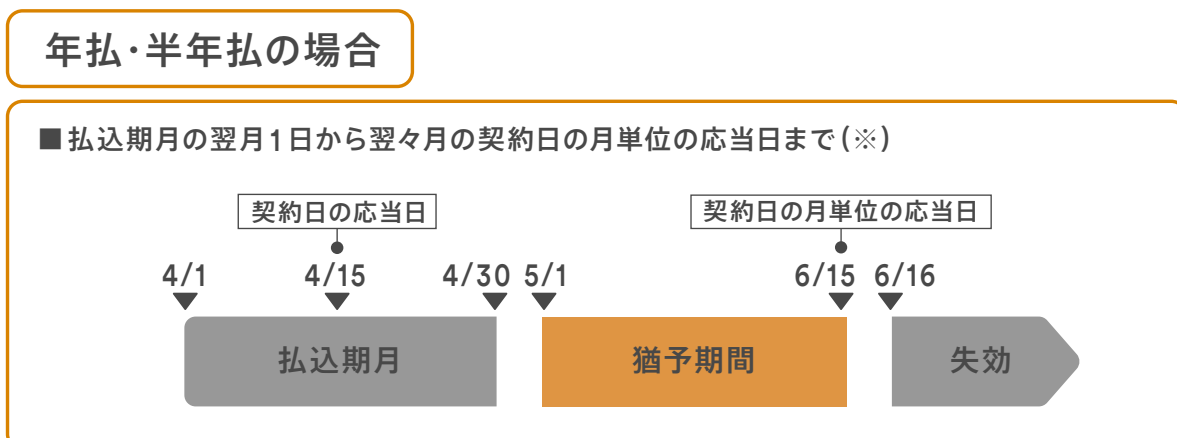 年払・半年払の場合
■払込期月の翌月1日から翌々月の契約日の月単位の応当日まで(※)
契約日の応当日 契約日の月単位の応当日
4/1 4/15 4/30 5/1 6/15 6/16
払込期月 猶予期間 失効